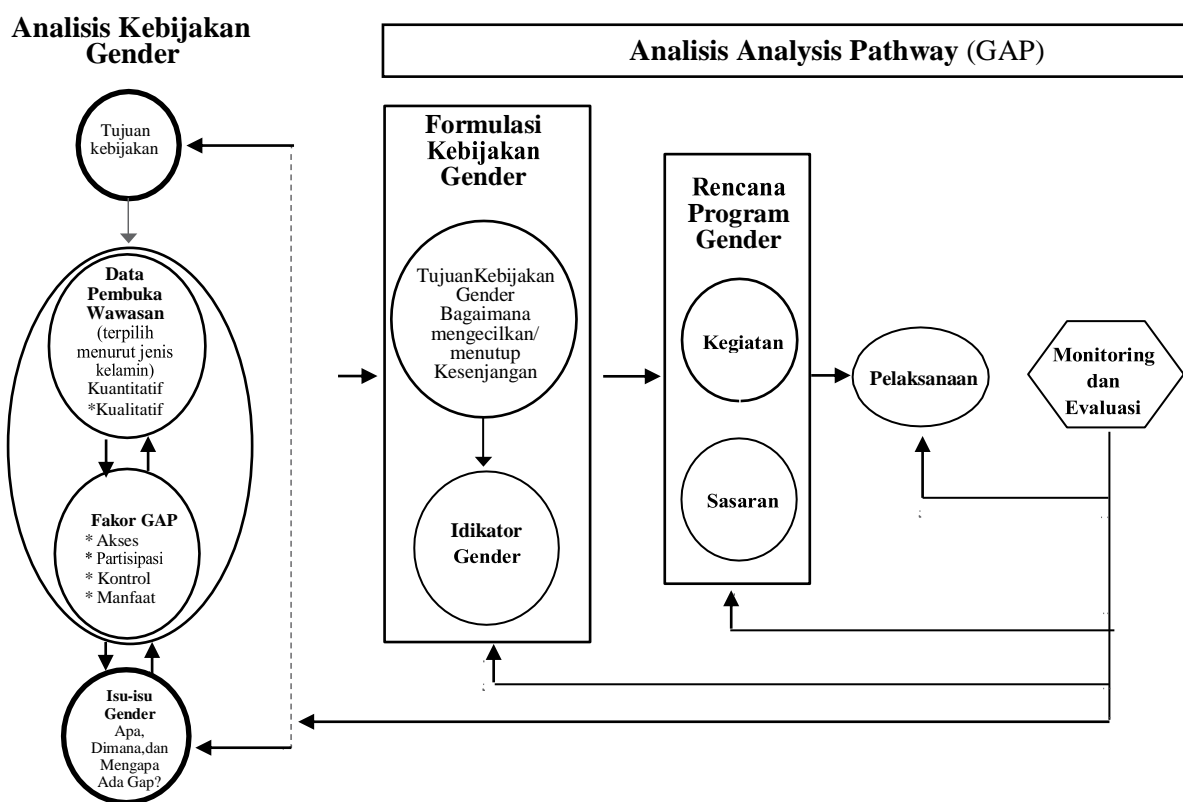 Analisis Kebijakan
Gender
Analisis Analysis Pathway (GAP)
Tujuan
kebijakan
Data
Pembuka
Wawasan
(terpilih
menurut jenis
kelamin)
Kuantitatif
*Kualitatif
Fakor GAP
* Akses
* Partisipasi
* Kontrol
* Manfaat
Isu-isu
Gender
Apa,
Dimana,dan
Mengapa
Ada Gap?
Formulasi
Kebijakan
Gender
TujuanKebijakan
Gender
Bagaimana
mengecilkan/
menutup
Kesenjangan
Idikator
Gender
Rencana
Program
Gender
Kegiatan
Sasaran
Pelaksanaan
Monitoring
dan
Evaluasi